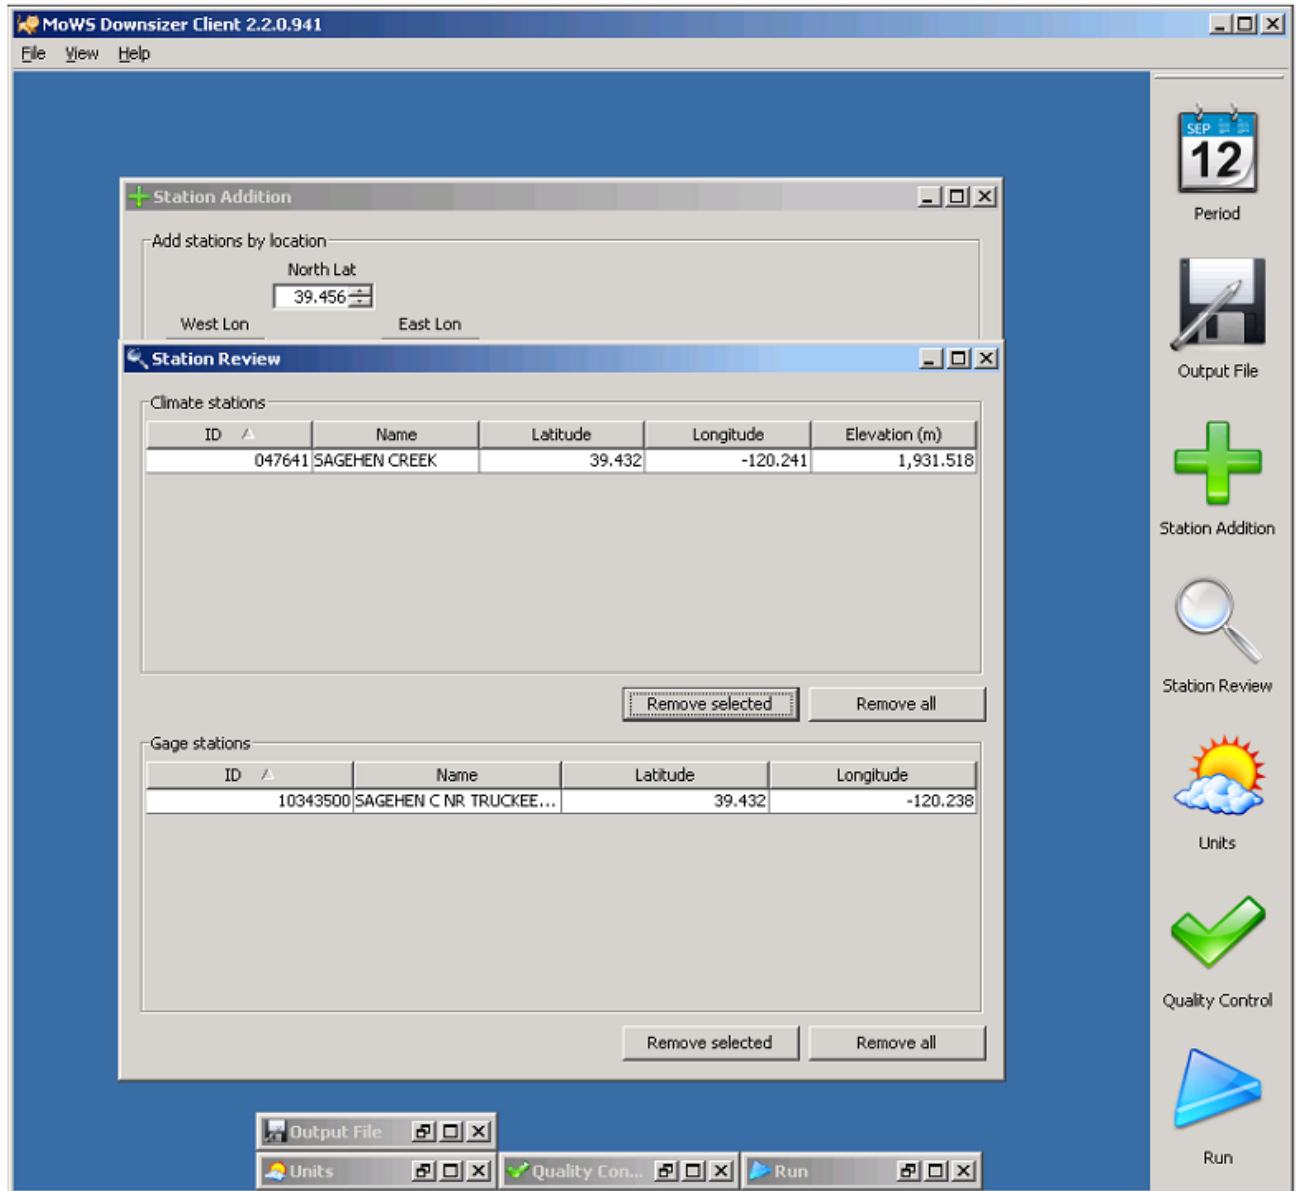 MoWS Downsizer Client 2.2.0.941
File View Help
SEP
12
Period
Station Addition
Add stations by location
North Lat
39.456
West Lon East Lon
Output File
Station Review
Climate stations
ID Name Latitude Longitude Elevation (m)
047641 SAGEHEN CREEK 39.432 -120.241 1,931.518
Station Addition
Remove selected Remove all
Station Review
Gage stations
ID Name Latitude Longitude
10343500 SAGEHEN C NR TRUCKEE... 39.432 -120.238
Units
Quality Control
Remove selected Remove all
Output File
Units Quality Con... Run
Run